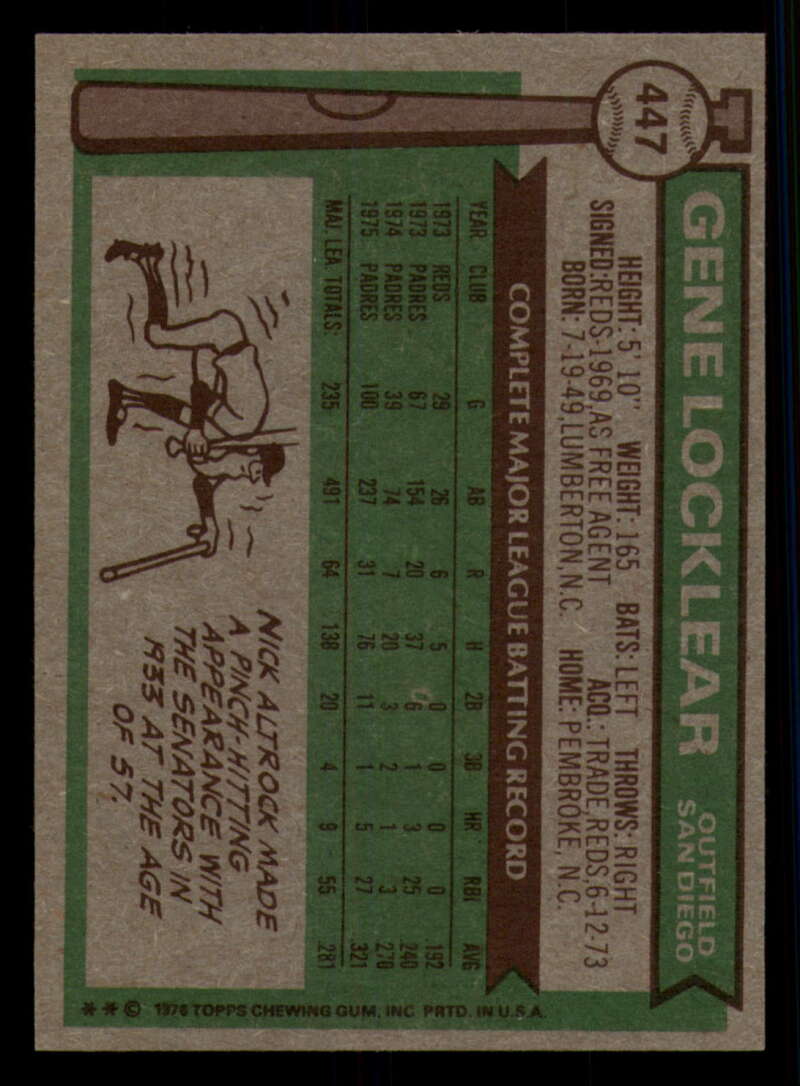 447
GENE LOCKLEAR
OUTFIELD
SAN DIEGO
HEIGHT: 5' 10" WEIGHT: 165 BATS: LEFT THROWS: RIGHT
SIGNED: REDS-1969, AS FREE AGENT ACQ.: TRADE, REDS, 6-12-73
BORN: 7-19-49, LUMBERTON, N.C. HOME: PEMBROKE, N.C.
COMPLETE MAJOR LEAGUE BATTING RECORD
YEAR CLUB G AB R H 2B 3B HR RBI AVG
1973 REDS 29 26 6 5 0 0 0 0 .192
1973 PADRES 67 154 20 37 6 1 3 25 .240
1974 PADRES 39 74 7 20 3 2 1 3 .270
1975 PADRES 100 237 31 76 11 1 5 27 .321
MAJ. LEA. TOTALS: 235 491 64 138 20 4 9 55 .281
NICK ALTROCK MADE
A PINCH-HITTING
APPEARANCE WITH
THE SENATORS IN
1933 AT THE AGE
OF 57.
* * © 1976 TOPPS CHEWING GUM, INC. PRTD. IN U.S.A.